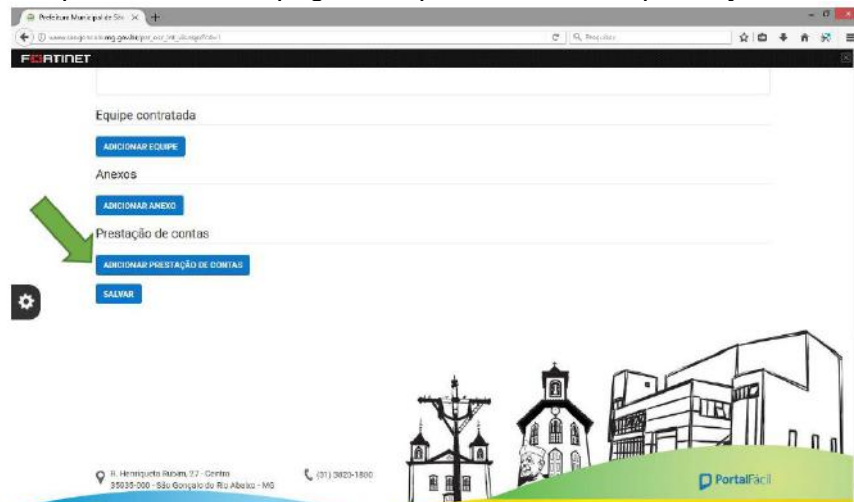 Prefeitura Municipal de São
Pesquisar
FORTINET
Equipe contratada
ADICIONAR EQUIPE
Anexos
ADICIONAR ANEXO
Prestação de contas
ADICIONAR PRESTAÇÃO DE CONTAS
SALVAR
R. Henriqueta Rubim, 27 - Centro
35935-000 - São Gonçalo do Rio Abaixo - MG
(31) 3820-1800
PortalFácil